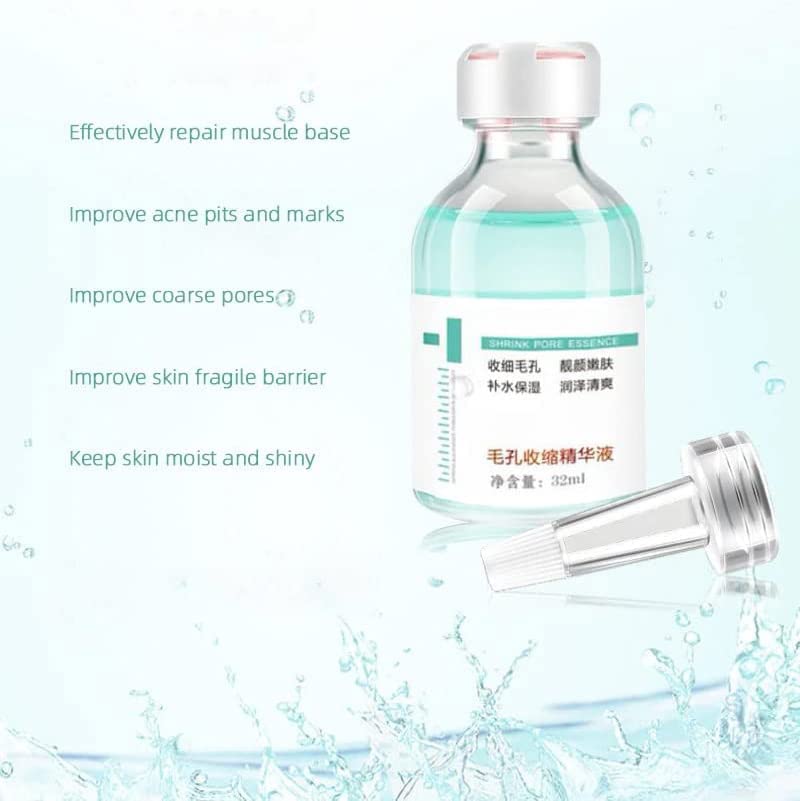 Effectively repair muscle base
Improve acne pits and marks
Improve coarse pores
Improve skin fragile barrier
Keep skin moist and shiny
SHRINK PORE ESSENCE
收细毛孔 靓颜嫩肤
补水保湿 润泽清爽
毛孔收缩精华液
净含量：32ml